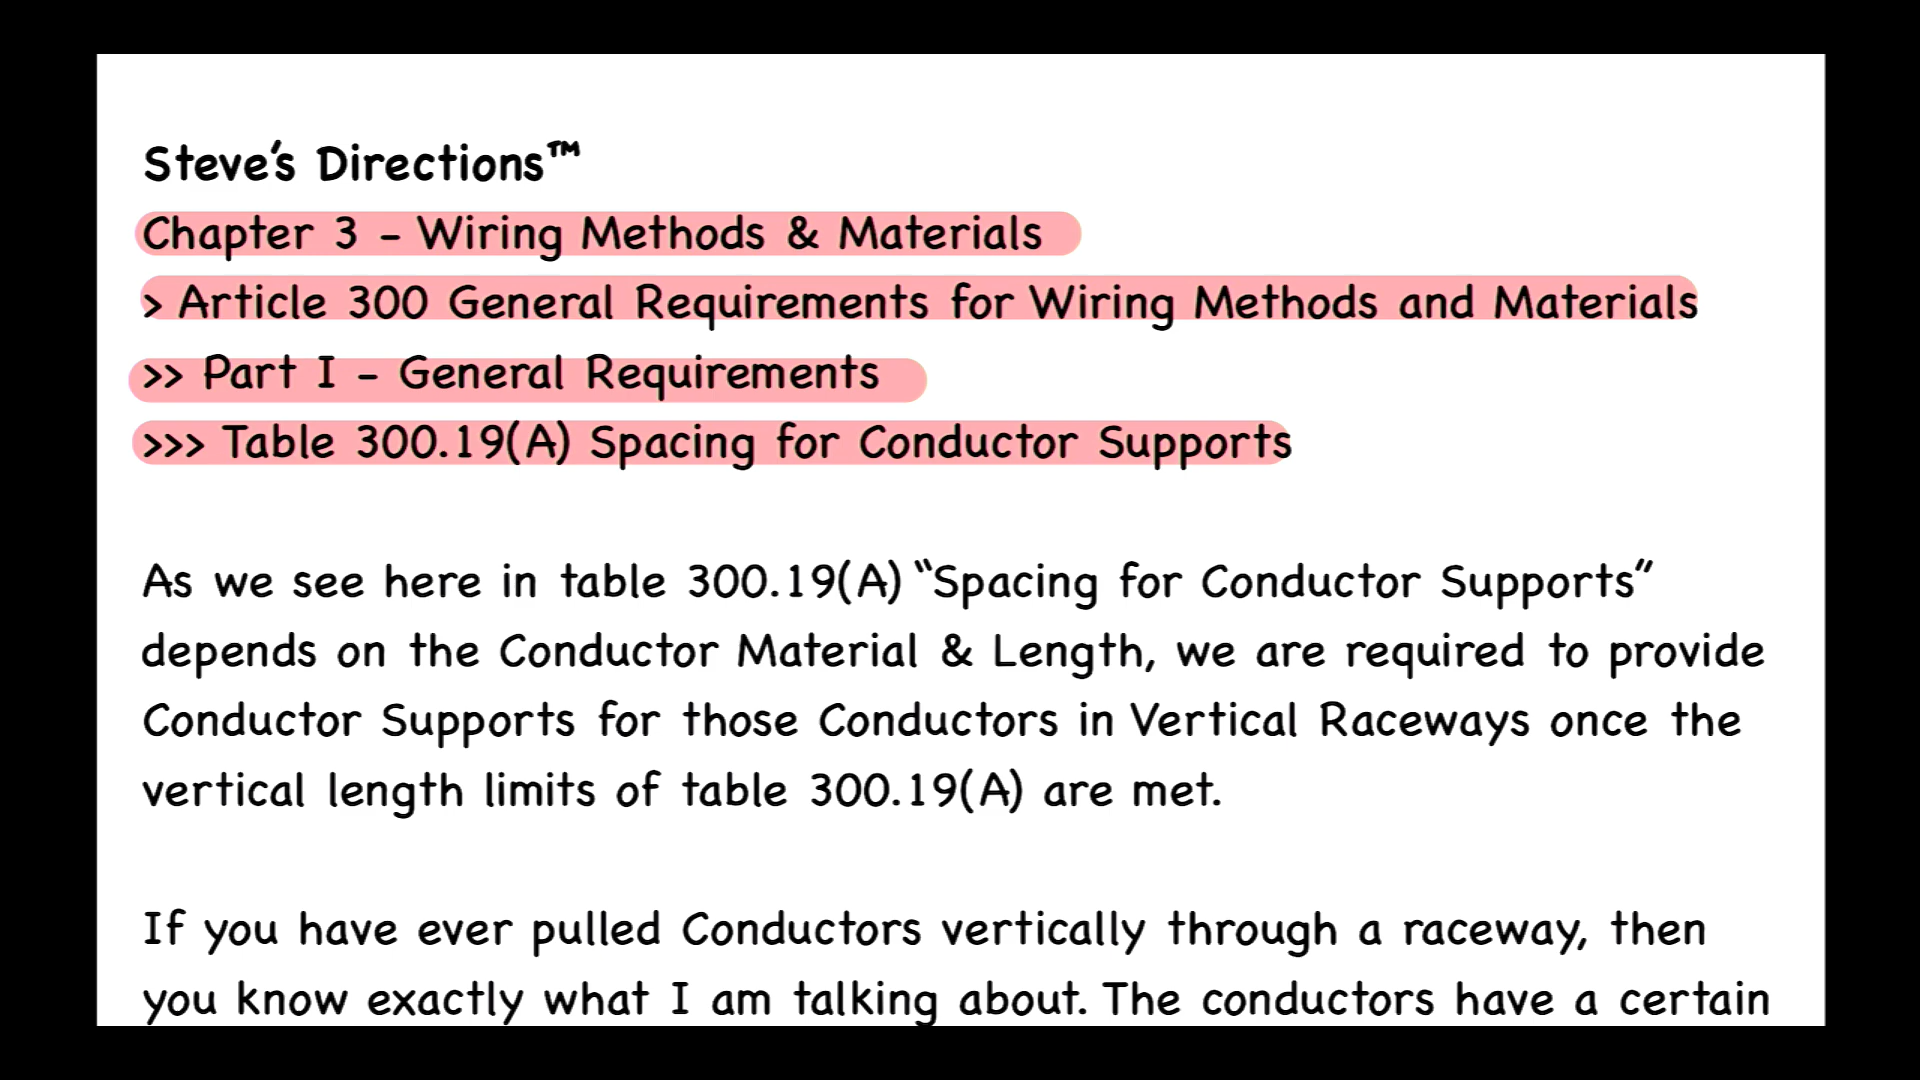 Steve's Directions™
Chapter 3 - Wiring Methods & Materials
> Article 300 General Requirements for Wiring Methods and Materials
>> Part I - General Requirements
>>> Table 300.19(A) Spacing for Conductor Supports
As we see here in table 300.19(A) “Spacing for Conductor Supports”
depends on the Conductor Material & Length, we are required to provide
Conductor Supports for those Conductors in Vertical Raceways once the
vertical length limits of table 300.19(A) are met.
If you have ever pulled Conductors vertically through a raceway, then
you know exactly what I am talking about. The conductors have a certain